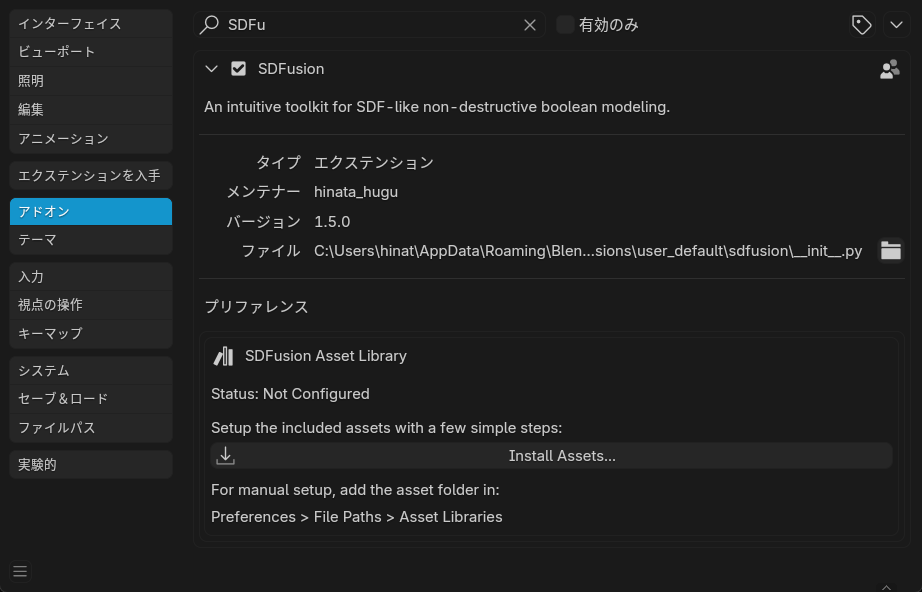 インターフェイス
ビューポート
照明
編集
アニメーション
エクステンションを入手
アドオン
テーマ
入力
視点の操作
キーマップ
システム
セーブ＆ロード
ファイルパス
実験的
SDFu
有効のみ
SDFusion
An intuitive toolkit for SDF-like non-destructive boolean modeling.
タイプ エクステンション
メンテナー hinata_hugu
バージョン 1.5.0
ファイル C:\Users\hinat\AppData\Roaming\Blen...sions\user_default\sdfusion\__init__.py
プリファレンス
SDFusion Asset Library
Status: Not Configured
Setup the included assets with a few simple steps:
Install Assets...
For manual setup, add the asset folder in:
Preferences > File Paths > Asset Libraries